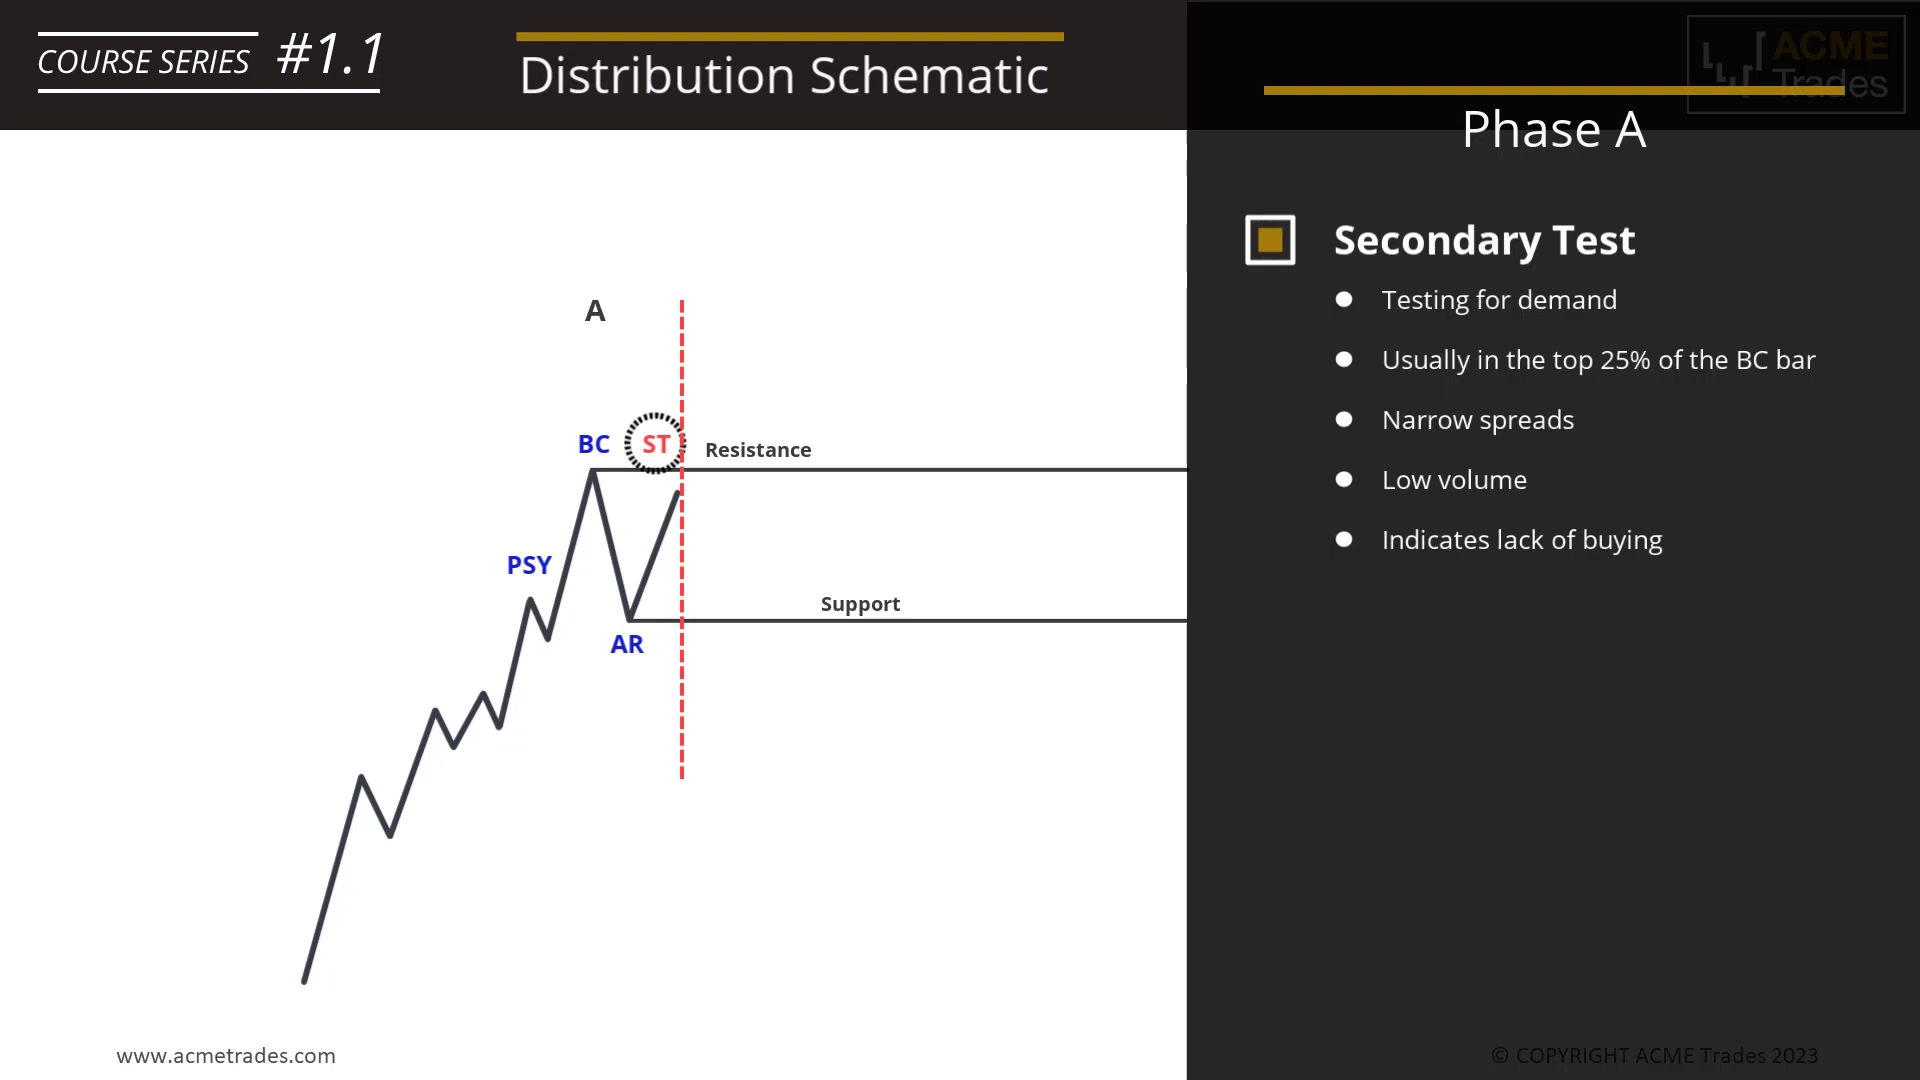 COURSE SERIES #1.1
Distribution Schematic
ACME
Trades
Phase A
Secondary Test
Testing for demand
Usually in the top 25% of the BC bar
Narrow spreads
Low volume
Indicates lack of buying
A
BC
ST
Resistance
PSY
Support
AR
www.acmetrades.com
© COPYRIGHT ACME Trades 2023